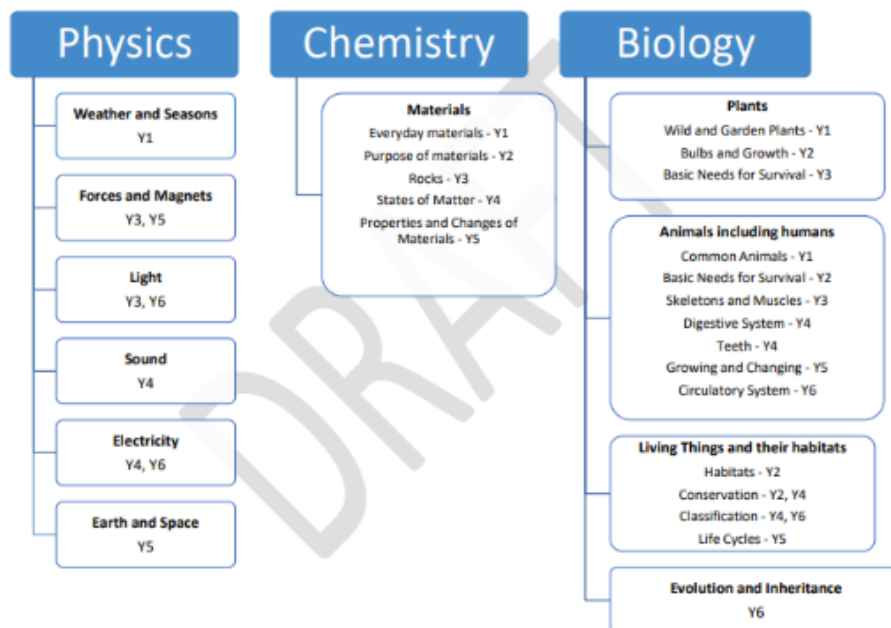 Physics
Weather and Seasons
Y1
Forces and Magnets
Y3, Y5
Light
Y3, Y6
Sound
Y4
Electricity
Y4, Y6
Earth and Space
Y5
Chemistry
Materials
Everyday materials - Y1
Purpose of materials - Y2
Rocks - Y3
States of Matter - Y4
Properties and Changes of
Materials - Y5
Biology
Plants
Wild and Garden Plants - Y1
Bulbs and Growth - Y2
Basic Needs for Survival - Y3
Animals including humans
Common Animals - Y1
Basic Needs for Survival - Y2
Skeletons and Muscles - Y3
Digestive System - Y4
Teeth - Y4
Growing and Changing - Y5
Circulatory System - Y6
Living Things and their habitats
Habitats - Y2
Conservation - Y2, Y4
Classification - Y4, Y6
Life Cycles - Y5
Evolution and Inheritance
Y6
DRAFT